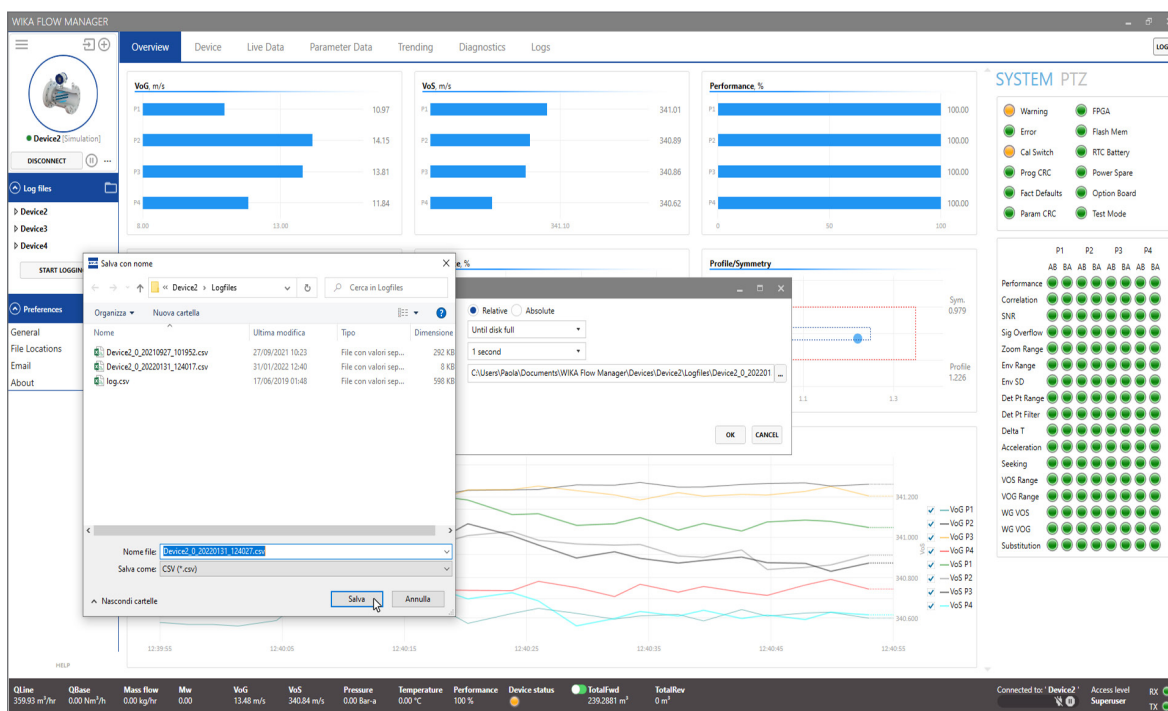 WIKA FLOW MANAGER
Overview Device Live Data Parameter Data Trending Diagnostics Logs
LOG
Device2 [Simulation]
DISCONNECT ...
Log files
Device2
Device3
Device4
START LOGGIN
Preferences
General
File Locations
Email
About
HELP
VoG, m/s
P1 10.97
P2 14.15
P3 13.81
P4 11.84
8.00 13.00
VoS, m/s
P1 341.01
P2 340.89
P3 340.86
P4 340.62
341.10
Performance, %
P1 100.00
P2 100.00
P3 100.00
P4 100.00
0 50 100
e, %
Profile/Symmetry
Sym.
0.979
Profile
1.226
1.1 1.3
Salva con nome
« Device2 › Logfiles
Cerca in Logfiles
Organizza Nuova cartella
Nome Ultima modifica Tipo Dimensione
Device2_0_20210927_101952.csv 27/09/2021 10:23 File con valori sep... 292 KB
Device2_0_20220131_124017.csv 31/01/2022 12:40 File con valori sep... 8 KB
log.csv 17/06/2019 01:48 File con valori sep... 598 KB
Nome file: Device2_0_20220131_124027.csv
Salva come: CSV (*.csv)
Nascondi cartelle
Salva Annulla
Relative Absolute
Until disk full
1 second
C:\Users\Paola\Documents\WIKA Flow Manager\Devices\Device2\Logfiles\Device2_0_202201 ...
OK CANCEL
341.200
341.000
340.800
340.600
VoS
VoG P1
VoG P2
VoG P3
VoG P4
VoS P1
VoS P2
VoS P3
VoS P4
12:39:55 12:40:05 12:40:15 12:40:25 12:40:35 12:40:45 12:40:55
SYSTEM PTZ
Warning FPGA
Error Flash Mem
Cal Switch RTC Battery
Prog CRC Power Spare
Fact Defaults Option Board
Param CRC Test Mode
P1 P2 P3 P4
AB BA AB BA AB BA AB BA
Performance
Correlation
SNR
Sig Overflow
Zoom Range
Env Range
Env SD
Det Pt Range
Det Pt Filter
Delta T
Acceleration
Seeking
VOS Range
VOG Range
WG VOS
WG VOG
Substitution
QLine QBase Mass flow Mw VoG VoS Pressure Temperature Performance Device status TotalFwd TotalRev
359.93 m³/hr 0.00 Nm³/h 0.00 kg/hr 0.00 13.48 m/s 340.84 m/s 0.00 Bar-a 0.00 °C 100 % 239.2881 m³ 0 m³
Connected to: ' Device2 ' Access level RX
Superuser TX